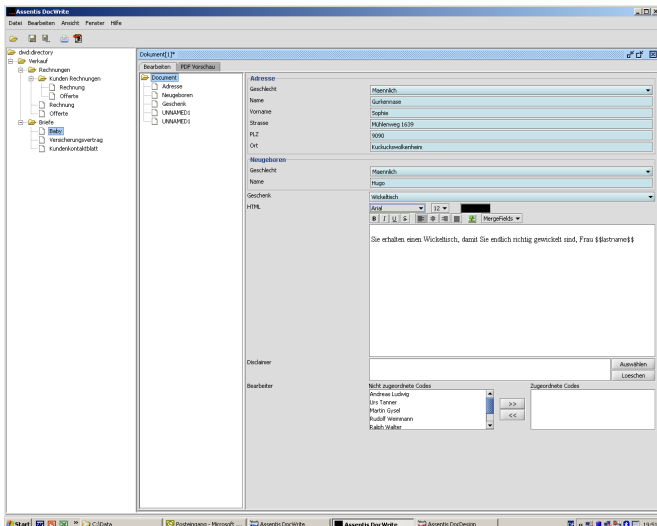 Assentis DocWrite
Datei Bearbeiten Ansicht Fenster Hilfe
dwd:directory
Verkauf
Rechnungen
Kunden Rechnungen
Rechnung
Offerte
Rechnung
Offerte
Briefe
Baby
Versicherungsvertrag
Kundenkontaktblatt
Dokument[1]*
Bearbeiten PDF Vorschau
Document
Adresse
Neugeboren
Geschenk
UNNAMED1
UNNAMED1
Adresse
Geschlecht Maennlich
Name Gurkennase
Vorname Sophie
Strasse Mühlenweg 1639
PLZ 9090
Ort Kuckuckswolkenheim
Neugeboren
Geschlecht Maennlich
Name Hugo
Geschenk Wickeltisch
HTML Arial 12
B I U S MergeFields
Sie erhalten einen Wickeltisch, damit Sie endlich richtig gewickelt sind, Frau $$lastname$$
Disclaimer Auswählen
Loeschen
Bearbeiter Nicht zugeordnete Codes Zugeordnete Codes
Andreas Ludwig
Urs Tanner
Martin Gysel
Rudolf Weinmann
Ralph Walter
>>
<<
Start C:\Data Posteingang - Microsoft ... Assentis DocWrite Assentis DocWrite Assentis DocDesign 19:51